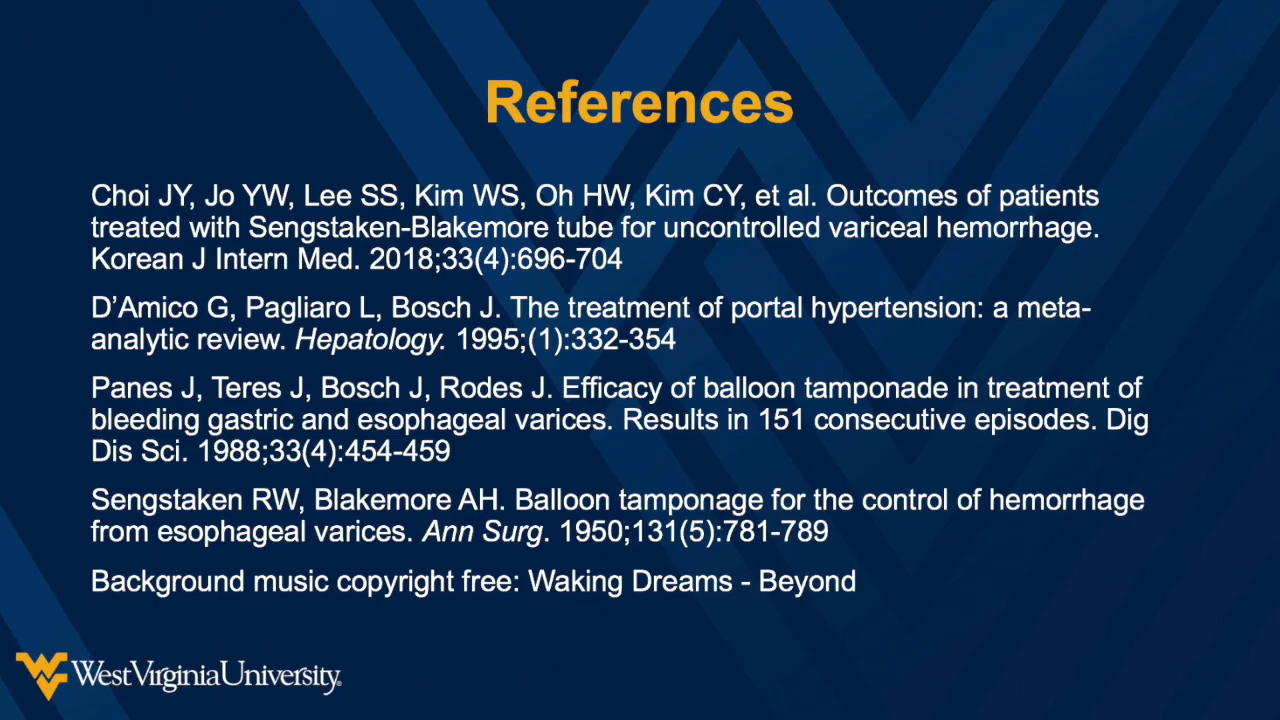 References
Choi JY, Jo YW, Lee SS, Kim WS, Oh HW, Kim CY, et al. Outcomes of patients
treated with Sengstaken-Blakemore tube for uncontrolled variceal hemorrhage.
Korean J Intern Med. 2018;33(4):696-704
D’Amico G, Pagliaro L, Bosch J. The treatment of portal hypertension: a meta-
analytic review. Hepatology. 1995;(1):332-354
Panes J, Teres J, Bosch J, Rodes J. Efficacy of balloon tamponade in treatment of
bleeding gastric and esophageal varices. Results in 151 consecutive episodes. Dig
Dis Sci. 1988;33(4):454-459
Sengstaken RW, Blakemore AH. Balloon tamponage for the control of hemorrhage
from esophageal varices. Ann Surg. 1950;131(5):781-789
Background music copyright free: Waking Dreams - Beyond
WestVirginiaUniversity.